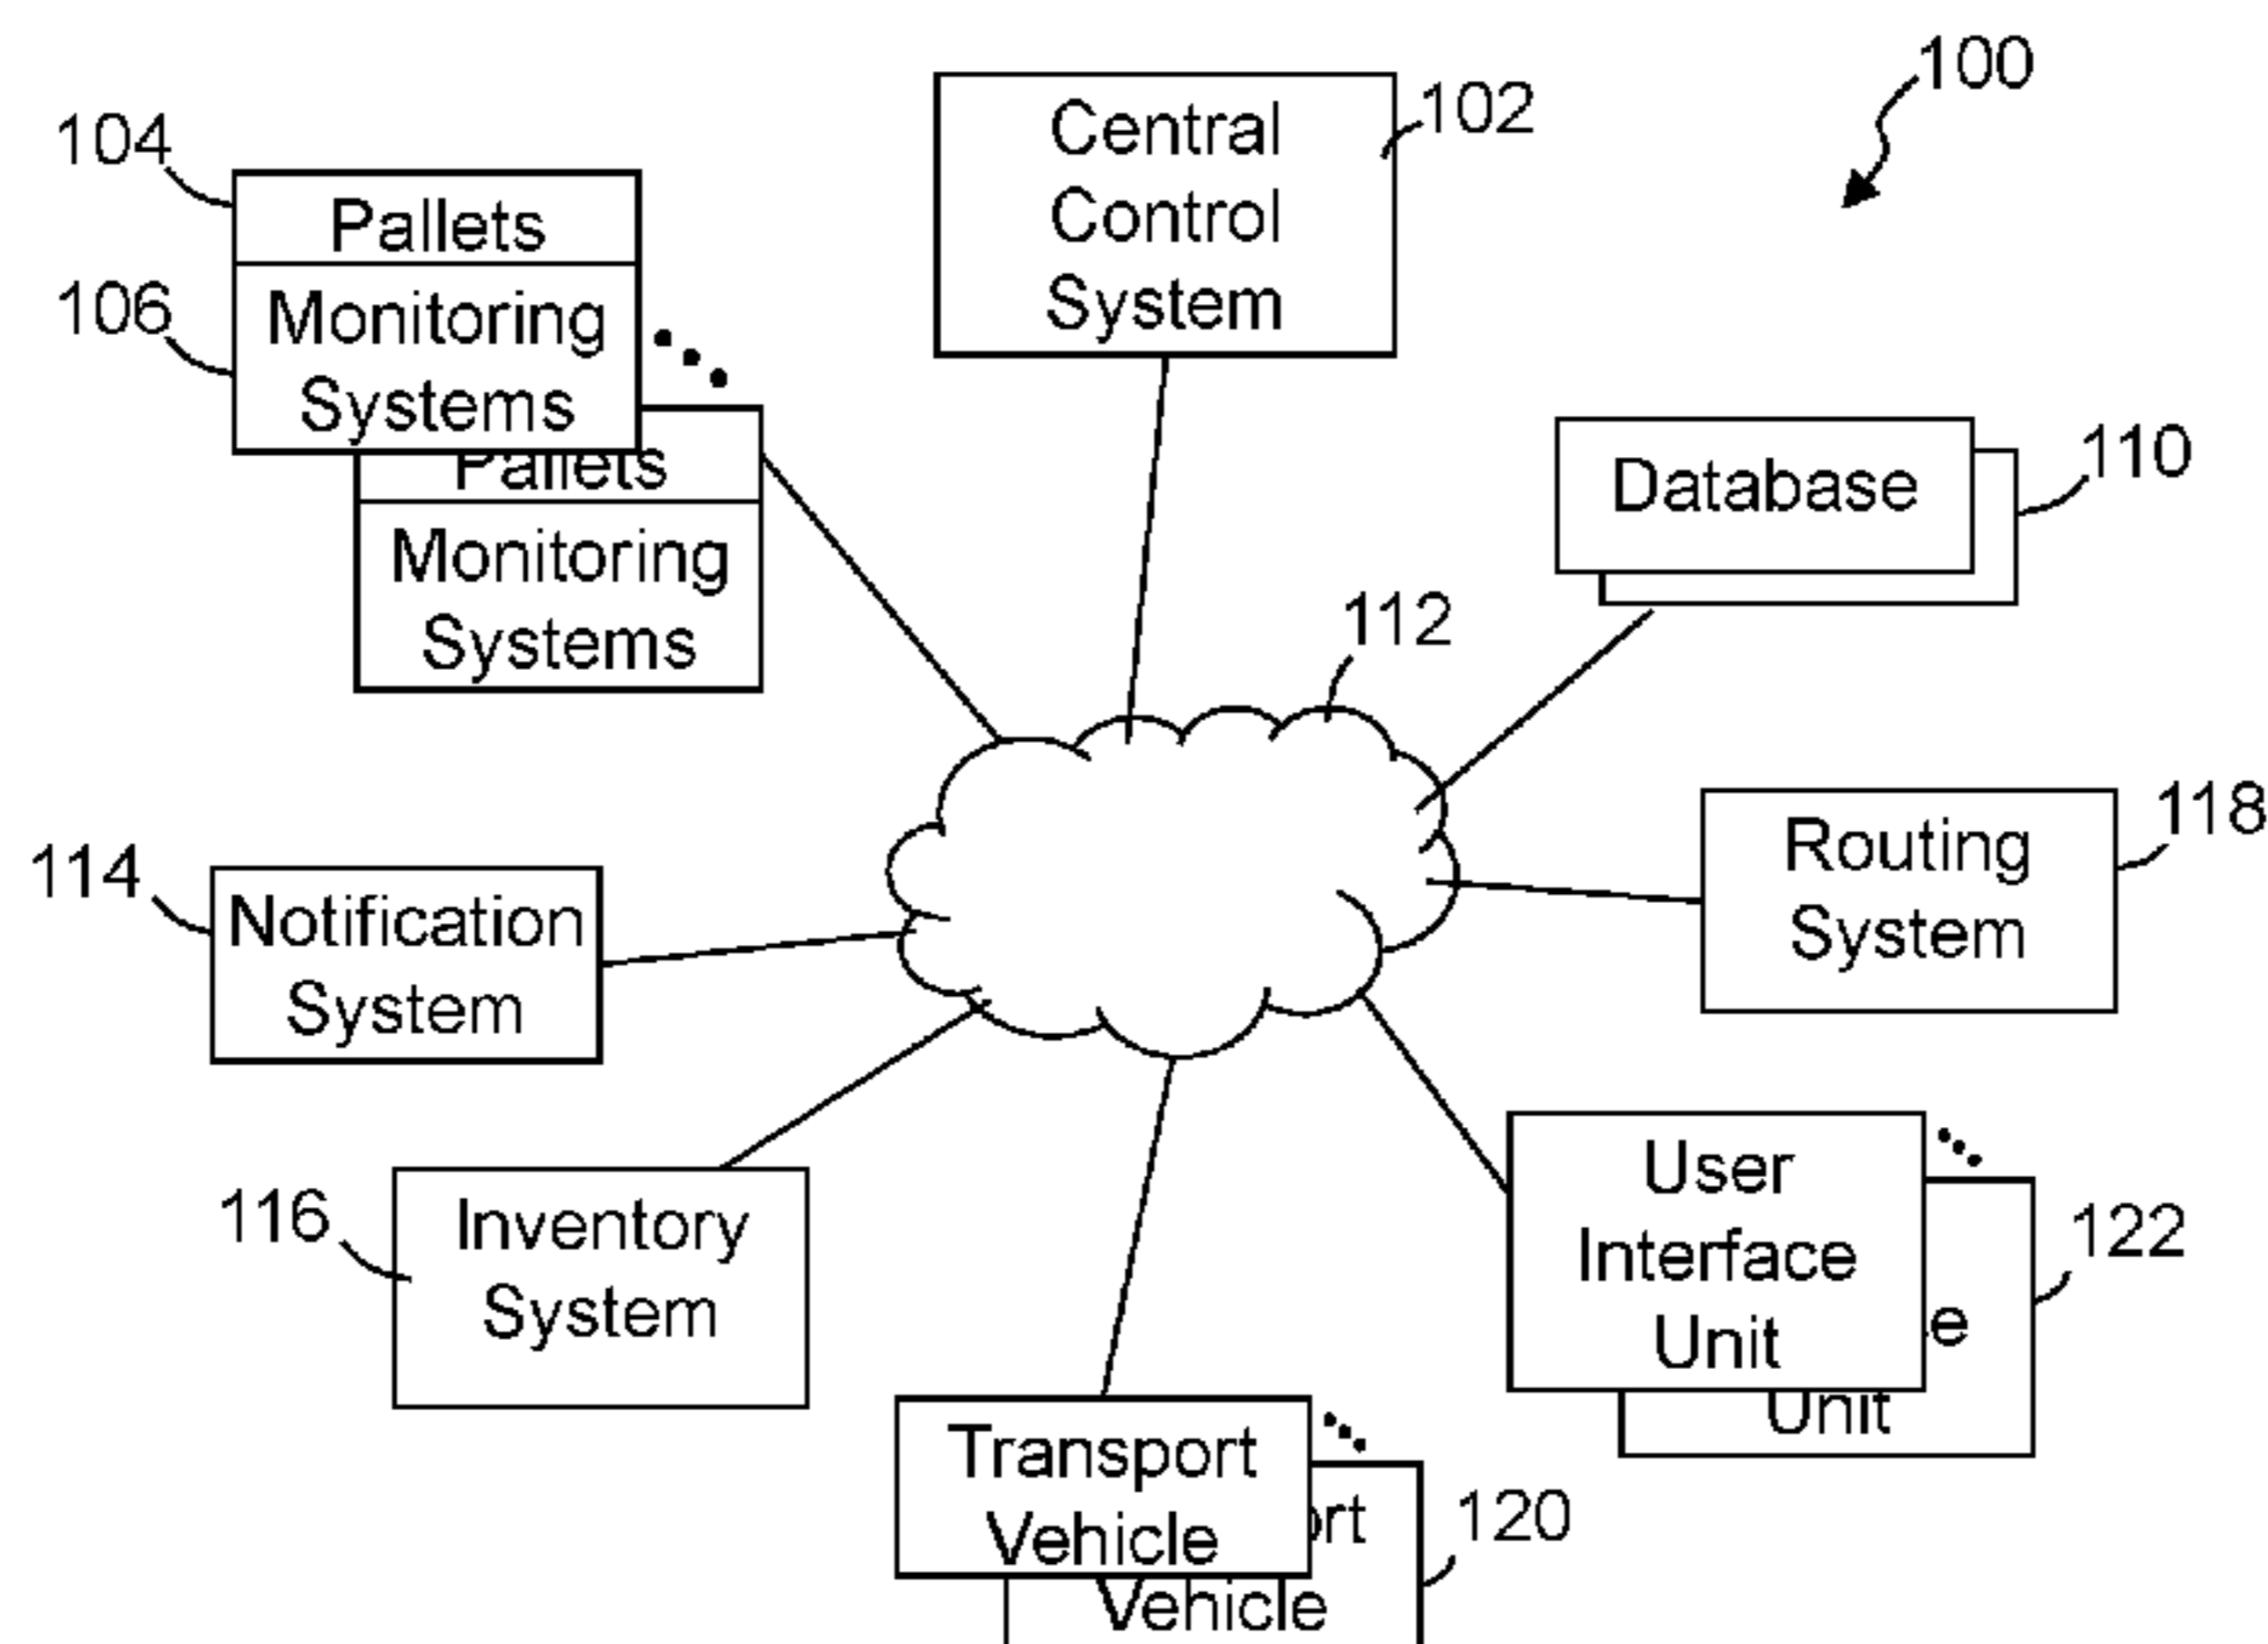 100
Central
Control
System
102
104
Pallets
106
Monitoring
Systems
Pallets
Monitoring
Systems
Database
110
112
Routing
System
118
114
Notification
System
116
Inventory
System
User
Interface
Unit
e
Unit
122
Transport
Vehicle
rt
Vehicle
120